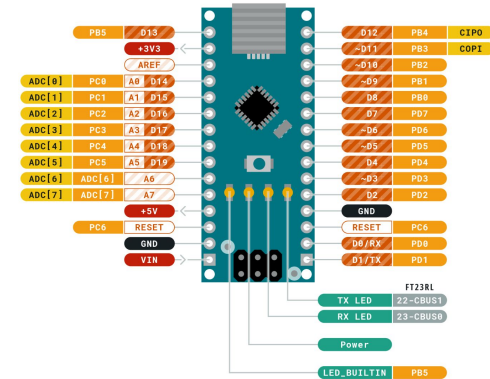 PB5 D13 D12 PB4 CIPO
+3V3 ~D11 PB3 COPI
AREF ~D10 PB2
ADC[0] PC0 A0 D14 ~D9 PB1
ADC[1] PC1 A1 D15 D8 PB0
ADC[2] PC2 A2 D16 D7 PD7
ADC[3] PC3 A3 D17 ~D6 PD6
ADC[4] PC4 A4 D18 ~D5 PD5
ADC[5] PC5 A5 D19 D4 PD4
ADC[6] ADC[6] A6 ~D3 PD3
ADC[7] ADC[7] A7 D2 PD2
+5V GND
PC6 RESET RESET PC6
GND D0/RX PD0
VIN D1/TX PD1
FT23RL
TX LED 22-CBUS1
RX LED 23-CBUS0
Power
LED_BUILTIN PB5